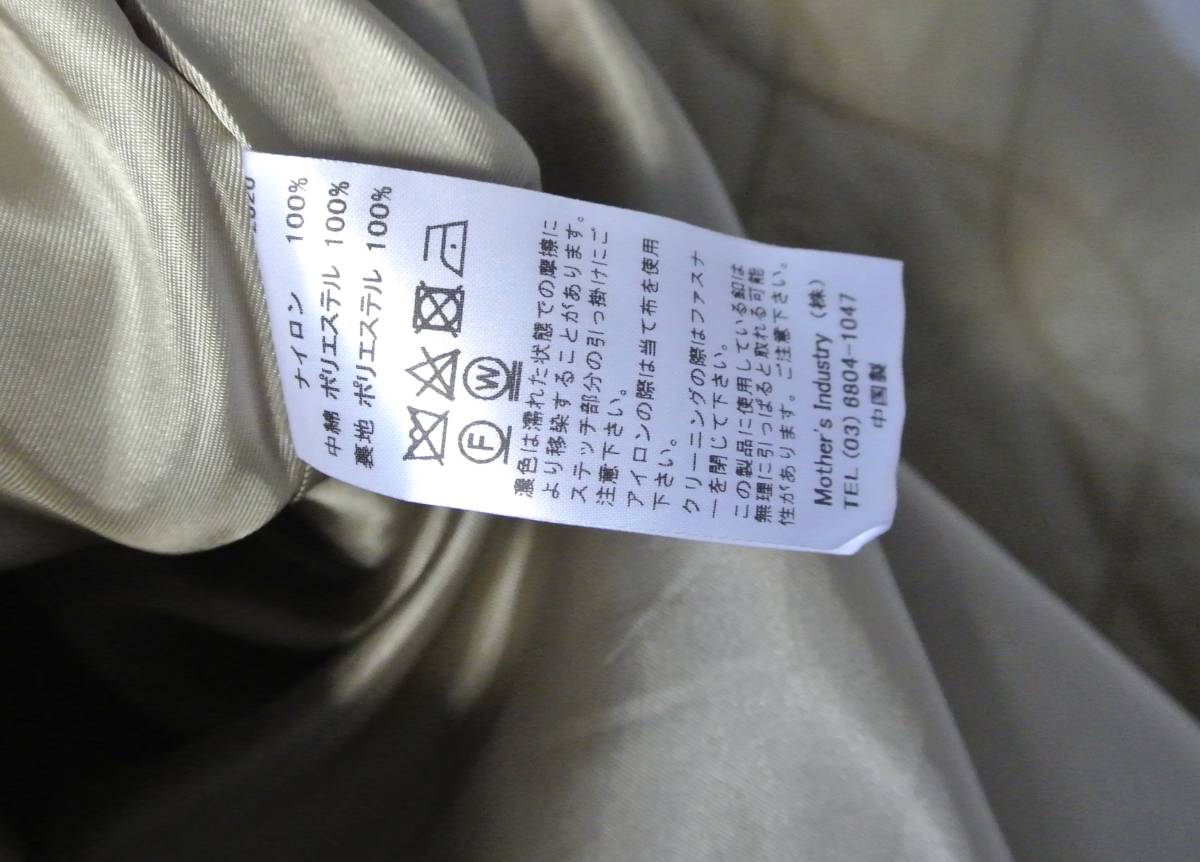 ナイロン 100%
中綿 ポリエステル 100%
裏地 ポリエステル 100%
F W
濃色は濡れた状態での摩擦に
より移染することがあります。
ステッチ部分の引っ掛けにご
注意下さい。
アイロンの際は当て布を使用
下さい。
クリーニングの際はファスナ
ーを閉じて下さい。
この製品に使用している釦は
無理に引っぱると取れる可能
性があります。ご注意下さい。
Mother's Industry (株)
TEL (03) 6804-1047
中国製